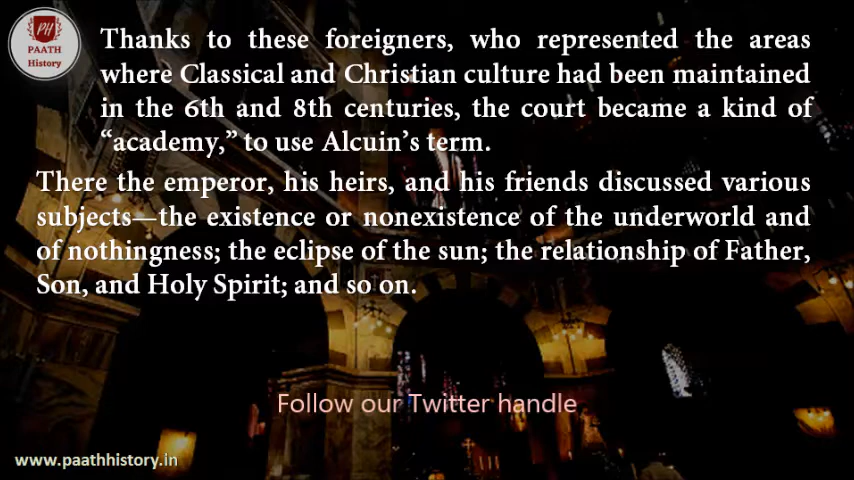 PH
PAATH
History
Thanks to these foreigners, who represented the areas
where Classical and Christian culture had been maintained
in the 6th and 8th centuries, the court became a kind of
“academy,” to use Alcuin’s term.
There the emperor, his heirs, and his friends discussed various
subjects—the existence or nonexistence of the underworld and
of nothingness; the eclipse of the sun; the relationship of Father,
Son, and Holy Spirit; and so on.
Follow our Twitter handle
www.paathhistory.in